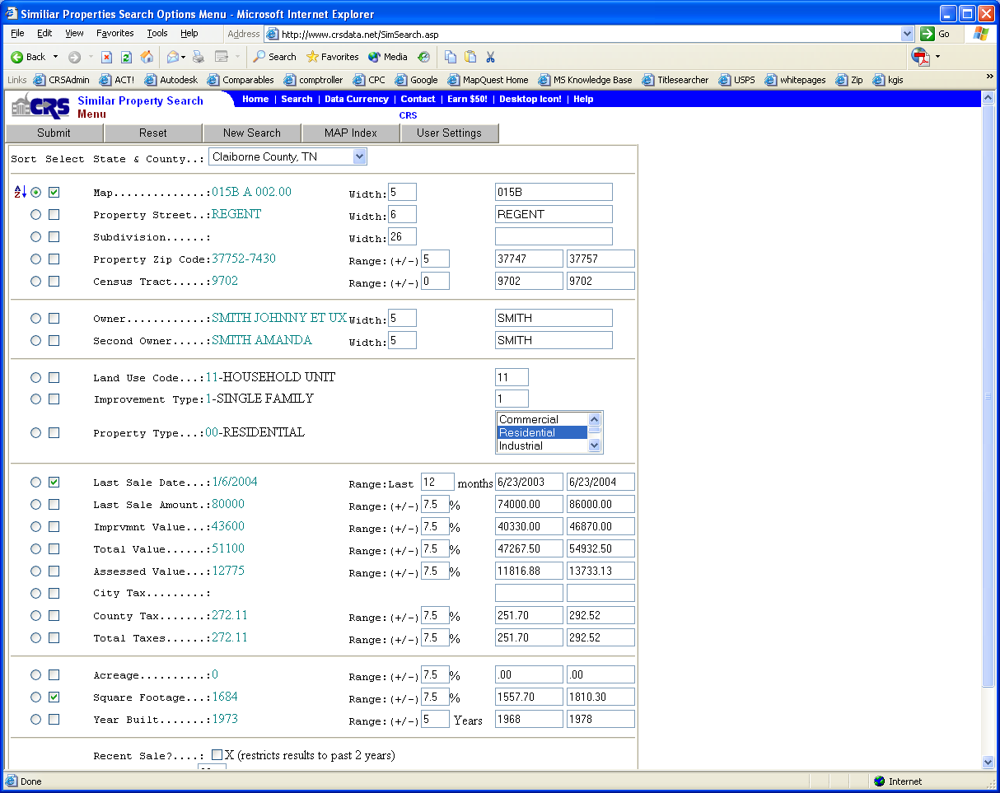 Similiar Properties Search Options Menu - Microsoft Internet Explorer
File Edit View Favorites Tools Help Address http://www.crsdata.net/SimSearch.asp Go
Back Search Favorites Media
Links CRSAdmin ACT! Autodesk Comparables comptroller CPC Google MapQuest Home MS Knowledge Base Titlesearcher USPS whitepages Zip kgis »
CRS Similar Property Search Home | Search | Data Currency | Contact | Earn $50! | Desktop Icon! | Help
Menu CRS
Submit Reset New Search MAP Index User Settings
Sort Select State & County..: Claiborne County, TN
A Z Map..............:015B A 002.00 Width: 5 015B
Property Street..:REGENT Width: 6 REGENT
Subdivision......: Width: 26
Property Zip Code:37752-7430 Range:(+/-) 5 37747 37757
Census Tract.....:9702 Range:(+/-) 0 9702 9702
Owner............:SMITH JOHNNY ET UX Width: 5 SMITH
Second Owner.....:SMITH AMANDA Width: 5 SMITH
Land Use Code....:11-HOUSEHOLD UNIT 11
Improvement Type:1-SINGLE FAMILY 1
Commercial
Property Type...:00-RESIDENTIAL Residential
Industrial
Last Sale Date...:1/6/2004 Range:Last 12 months 6/23/2003 6/23/2004
Last Sale Amount.:80000 Range:(+/-) 7.5 % 74000.00 86000.00
Imprvmnt Value...:43600 Range:(+/-) 7.5 % 40330.00 46870.00
Total Value......:51100 Range:(+/-) 7.5 % 47267.50 54932.50
Assessed Value...:12775 Range:(+/-) 7.5 % 11816.88 13733.13
City Tax.........:
County Tax.......:272.11 Range:(+/-) 7.5 % 251.70 292.52
Total Taxes......:272.11 Range:(+/-) 7.5 % 251.70 292.52
Acreage..........:0 Range:(+/-) 7.5 % .00 .00
Square Footage...:1684 Range:(+/-) 7.5 % 1557.70 1810.30
Year Built.......:1973 Range:(+/-) 5 Years 1968 1978
Recent Sale?....: X (restricts results to past 2 years)
Done Internet